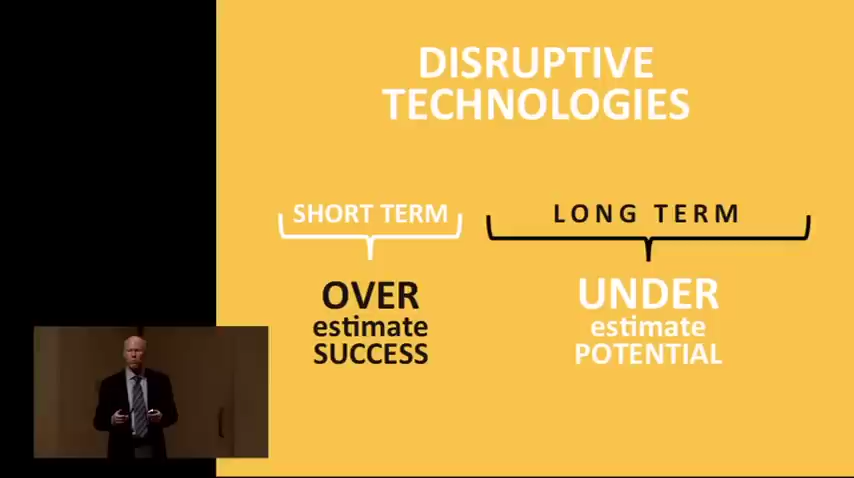 DISRUPTIVE
TECHNOLOGIES
SHORT TERM
LONG TERM
OVER
estimate
SUCCESS
UNDER
estimate
POTENTIAL